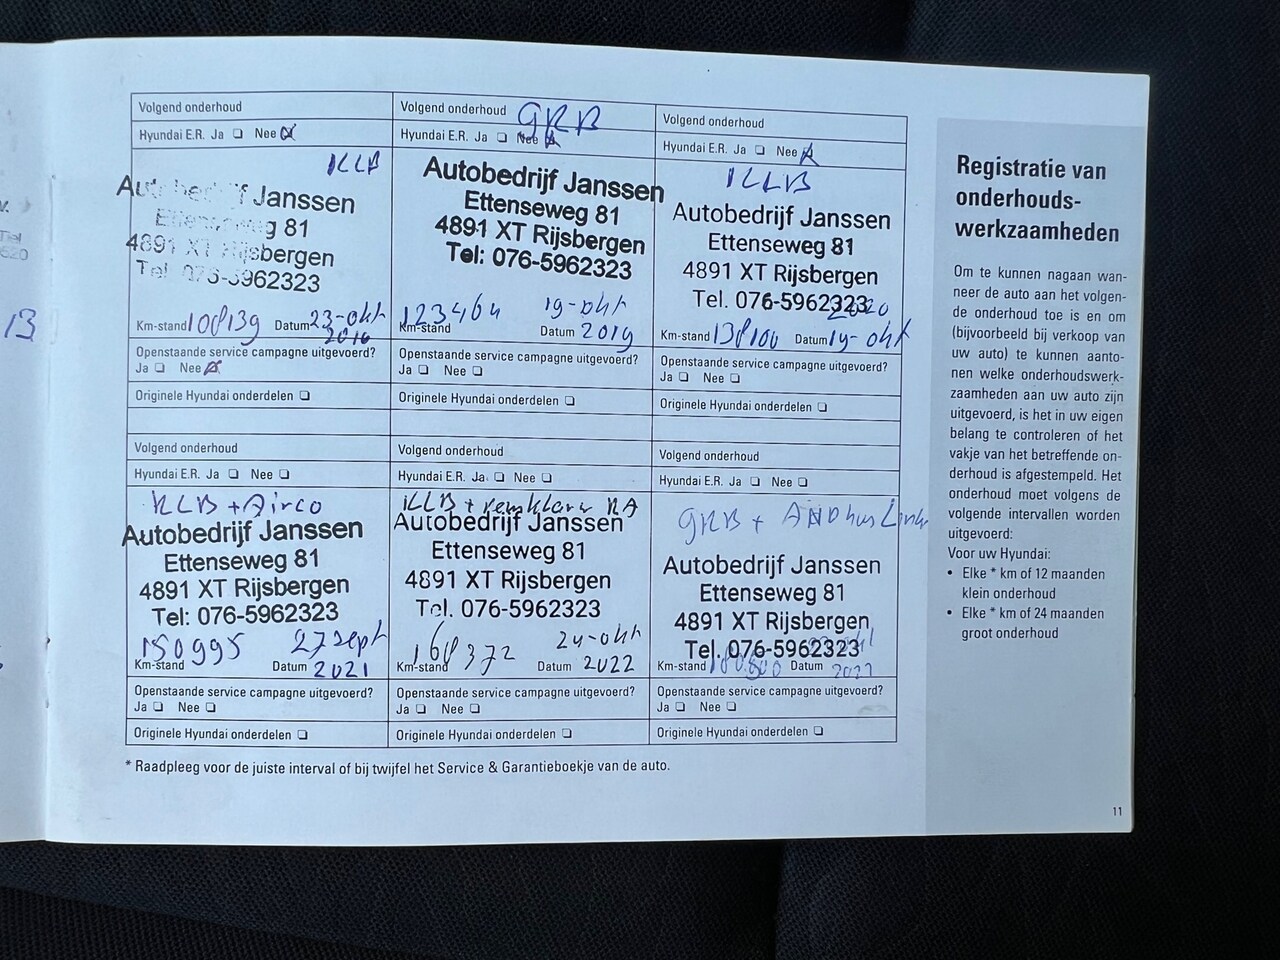 Volgend onderhoud
Hyundai E.R. Ja Nee
Autobedrijf Janssen
Ettenseweg 81
4891 XT Rijsbergen
Tel 076-5962323
Km-stand 108139 Datum 23-okt
Openstaande service campagne uitgevoerd?
Ja Nee
Originele Hyundai onderdelen
Volgend onderhoud GRB
Hyundai E.R. Ja Nee
Autobedrijf Janssen
Ettenseweg 81
4891 XT Rijsbergen
Tel: 076-5962323
123464 19-okt
Km-stand Datum 2019
Openstaande service campagne uitgevoerd?
Ja Nee
Originele Hyundai onderdelen
Volgend onderhoud
Hyundai E.R. Ja Nee
KLB
Autobedrijf Janssen
Ettenseweg 81
4891 XT Rijsbergen
Tel. 076-5962323
2020
Km-stand 138100 Datum 19-okt
Openstaande service campagne uitgevoerd?
Ja Nee
Originele Hyundai onderdelen
Volgend onderhoud
Hyundai E.R. Ja Nee
KLB + Airco
Autobedrijf Janssen
Ettenseweg 81
4891 XT Rijsbergen
Tel: 076-5962323
150995 27 sept
Km-stand Datum 2021
Openstaande service campagne uitgevoerd?
Ja Nee
Originele Hyundai onderdelen
Volgend onderhoud
Hyundai E.R. Ja Nee
KLB + RA
Autobedrijf Janssen
Ettenseweg 81
4891 XT Rijsbergen
Tel. 076-5962323
168372 24-okt
Km-stand Datum 2022
Openstaande service campagne uitgevoerd?
Ja Nee
Originele Hyundai onderdelen
Volgend onderhoud
Hyundai E.R. Ja Nee
GRB +
Autobedrijf Janssen
Ettenseweg 81
4891 XT Rijsbergen
Tel. 076-5962323
Km-stand Datum
Openstaande service campagne uitgevoerd?
Ja Nee
Originele Hyundai onderdelen
* Raadpleeg voor de juiste interval of bij twijfel het Service & Garantieboekje van de auto.
Registratie van
onderhouds-
werkzaamheden
Om te kunnen nagaan wan-
neer de auto aan het volgen-
de onderhoud toe is en om
(bijvoorbeeld bij verkoop van
uw auto) te kunnen aanto-
nen welke onderhoudswerk-
zaamheden aan uw auto zijn
uitgevoerd, is het in uw eigen
belang te controleren of het
vakje van het betreffende on-
derhoud is afgestempeld. Het
onderhoud moet volgens de
volgende intervallen worden
uitgevoerd:
Voor uw Hyundai:
• Elke * km of 12 maanden
klein onderhoud
• Elke * km of 24 maanden
groot onderhoud
11
13